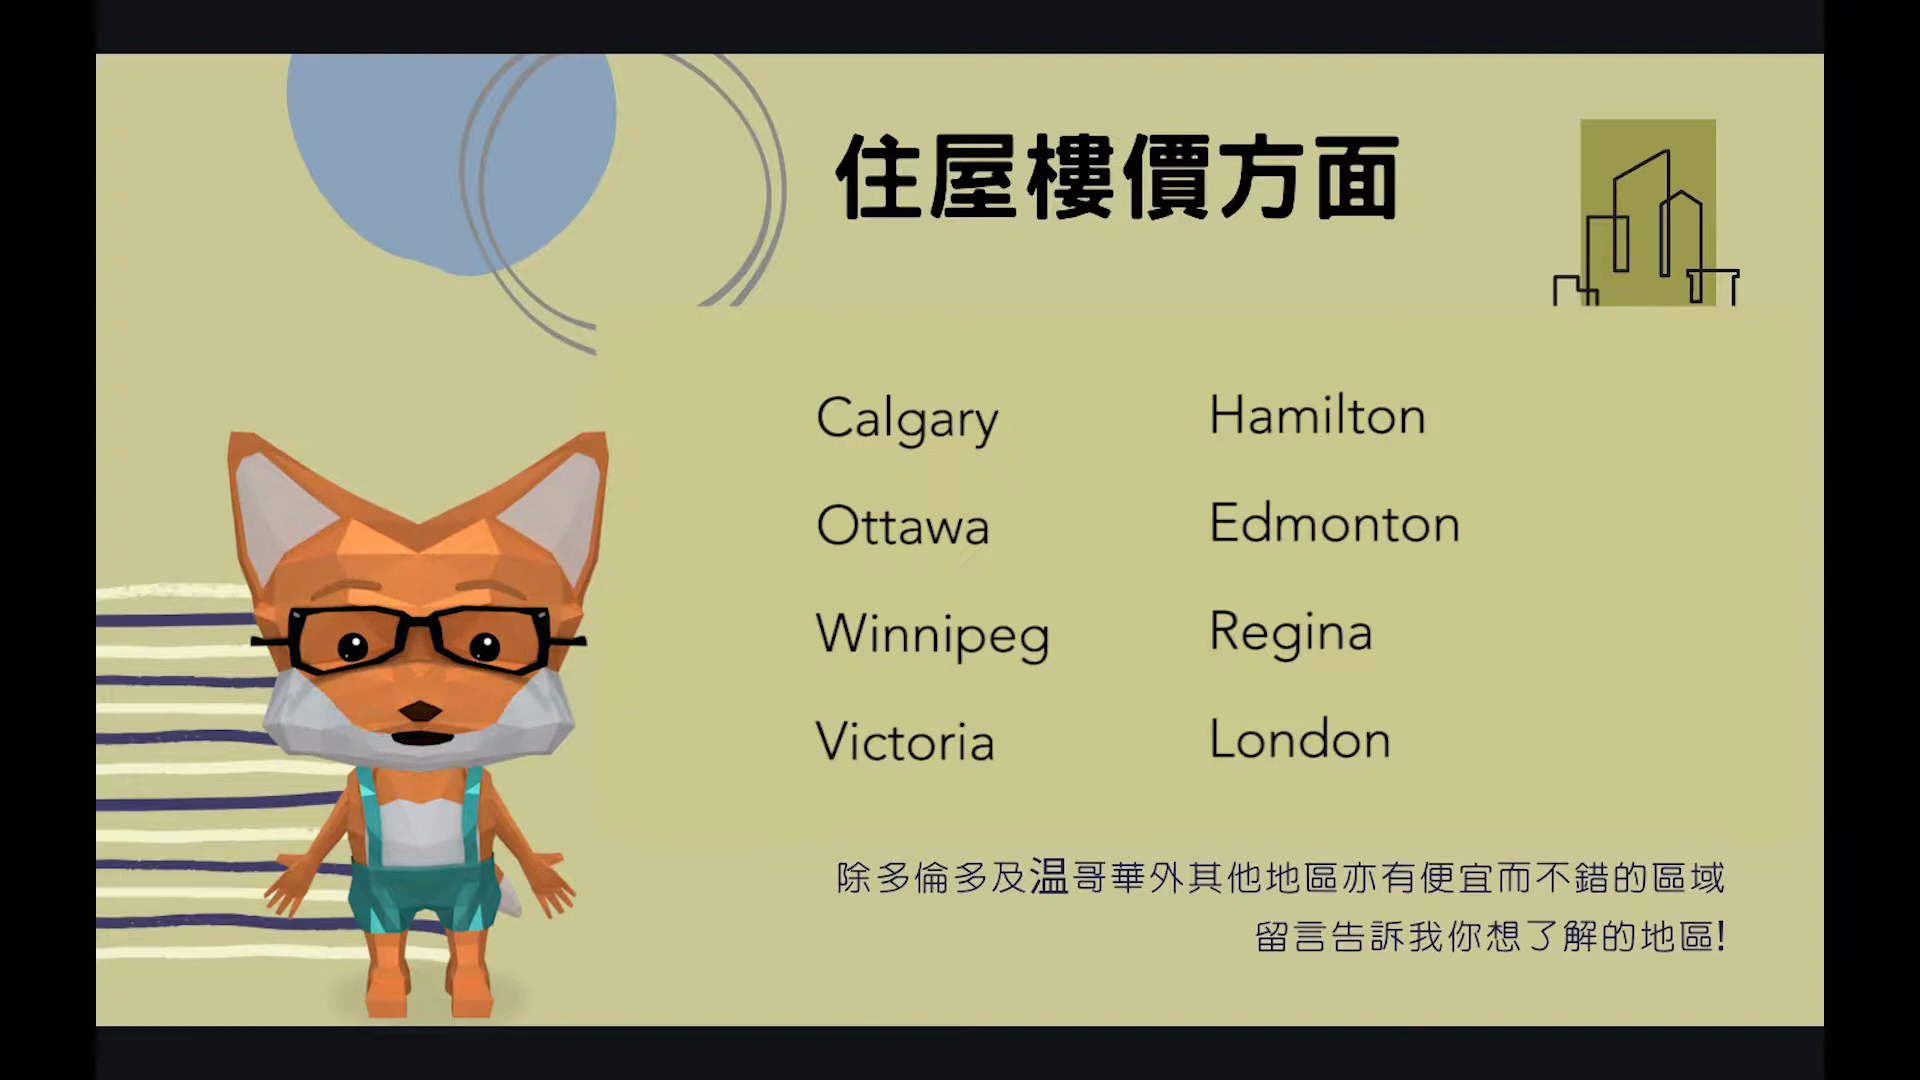 住屋樓價方面
Calgary
Hamilton
Ottawa
Edmonton
Winnipeg
Regina
Victoria
London
除多倫多及温哥華外其他地區亦有便宜而不錯的區域
留言告訴我你想了解的地區!